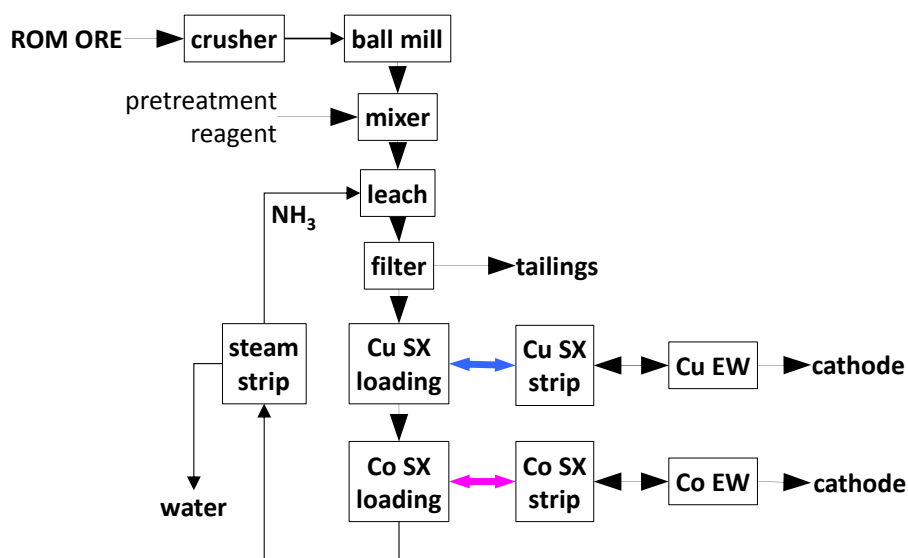 ROM ORE
crusher
ball mill
pretreatment
reagent
mixer
leach
NH₃
filter
tailings
steam
strip
Cu SX
loading
Cu SX
strip
Cu EW
cathode
water
Co SX
loading
Co SX
strip
Co EW
cathode